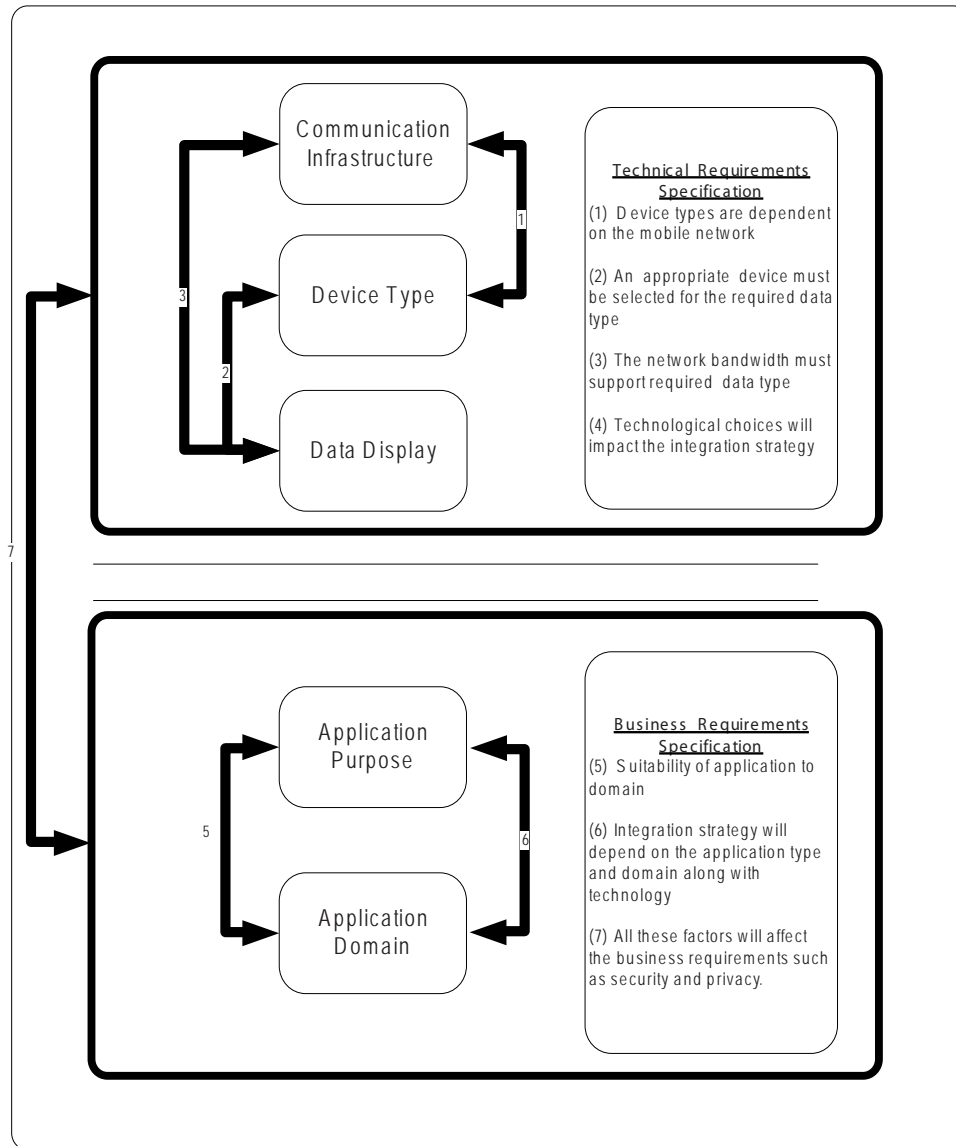 Communication
Infrastructure
1
Device Type
3
2
Data Display
Technical Requirements
Specification
(1) Device types are dependent
on the mobile network
(2) An appropriate device must
be selected for the required data
type
(3) The network bandwidth must
support required data type
(4) Technological choices will
impact the integration strategy
7
Application
Purpose
5
6
Application
Domain
Business Requirements
Specification
(5) Suitability of application to
domain
(6) Integration strategy will
depend on the application type
and domain along with
technology
(7) All these factors will affect
the business requirements such
as security and privacy.